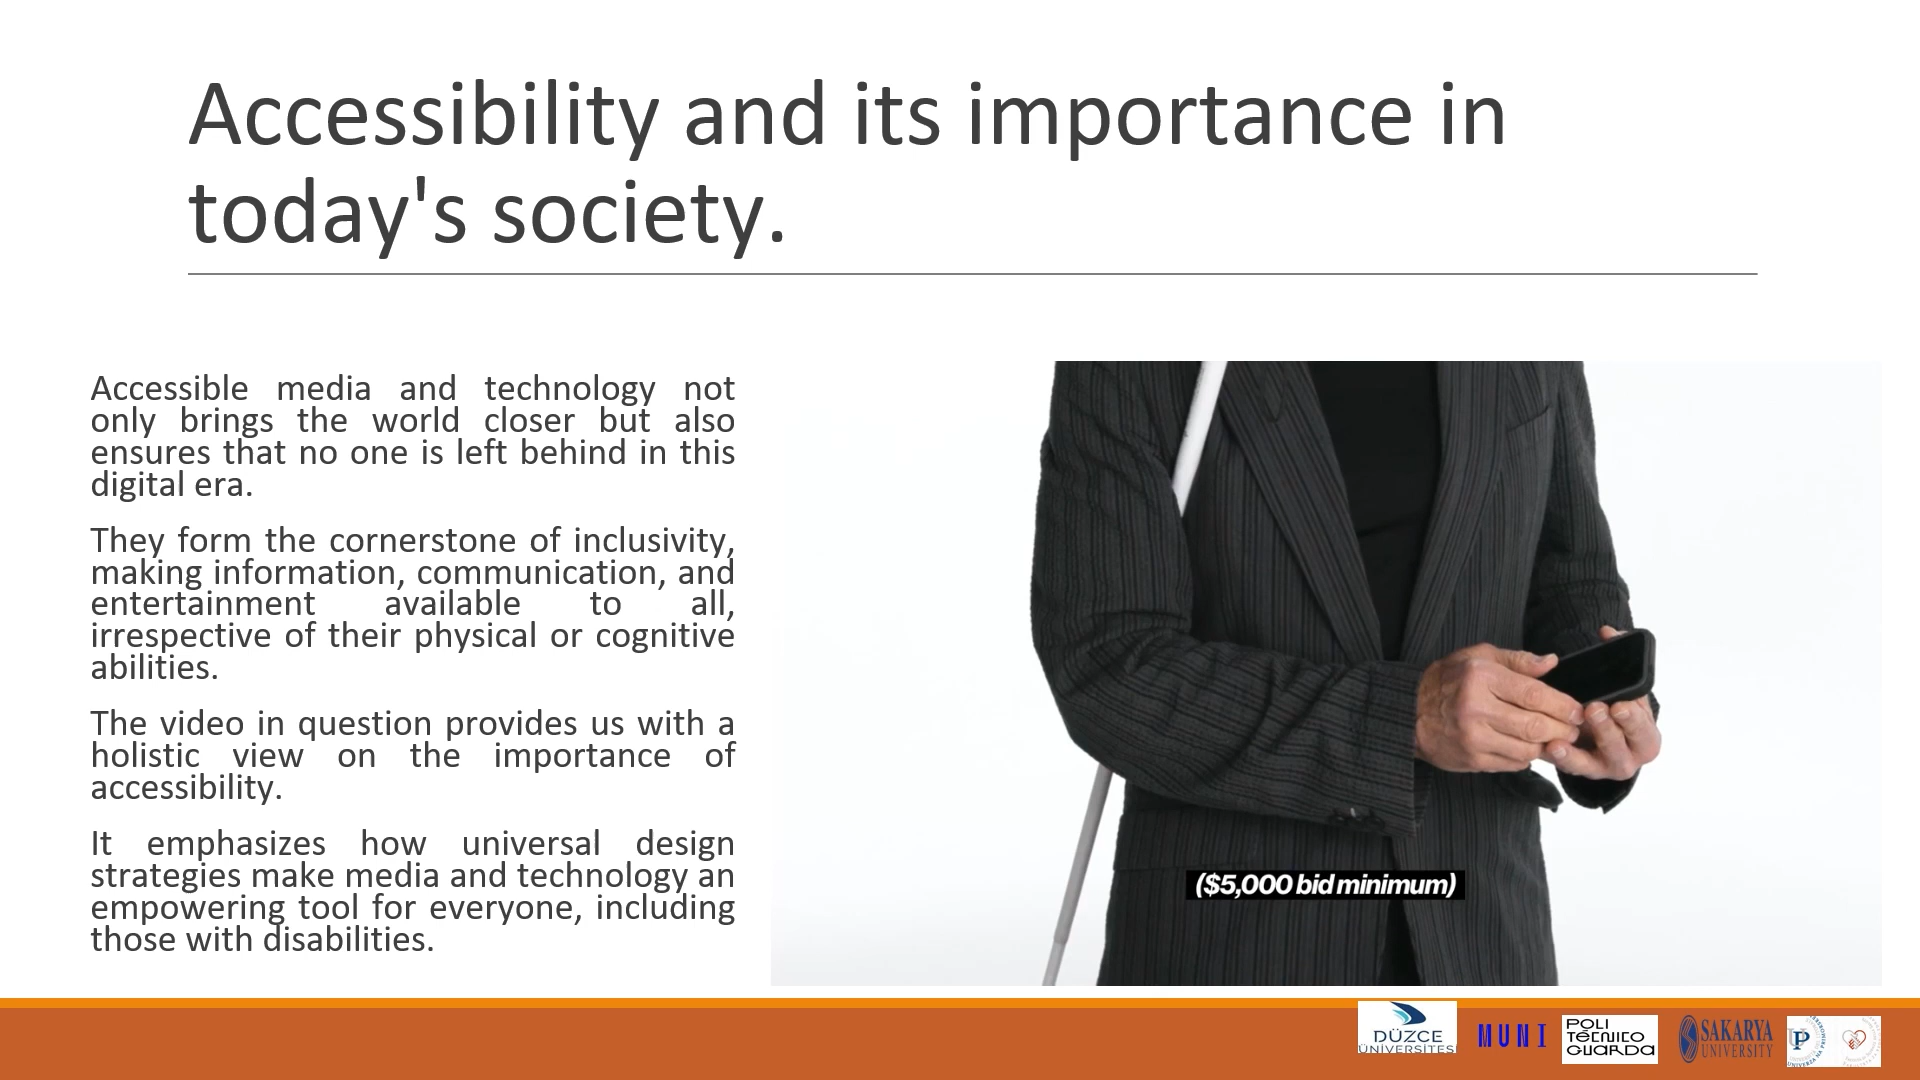 Accessibility and its importance in
today's society.
Accessible media and technology not
only brings the world closer but also
ensures that no one is left behind in this
digital era.
They form the cornerstone of inclusivity,
making information, communication, and
entertainment available to all,
irrespective of their physical or cognitive
abilities.
The video in question provides us with a
holistic view on the importance of
accessibility.
It emphasizes how universal design
strategies make media and technology an
empowering tool for everyone, including
those with disabilities.
($5,000 bid minimum)
DÜZCE
ÜNİVERSİTESİ
MUNI
POLI
TÉCNICO
GUARDA
SAKARYA
UNIVERSITY
UP